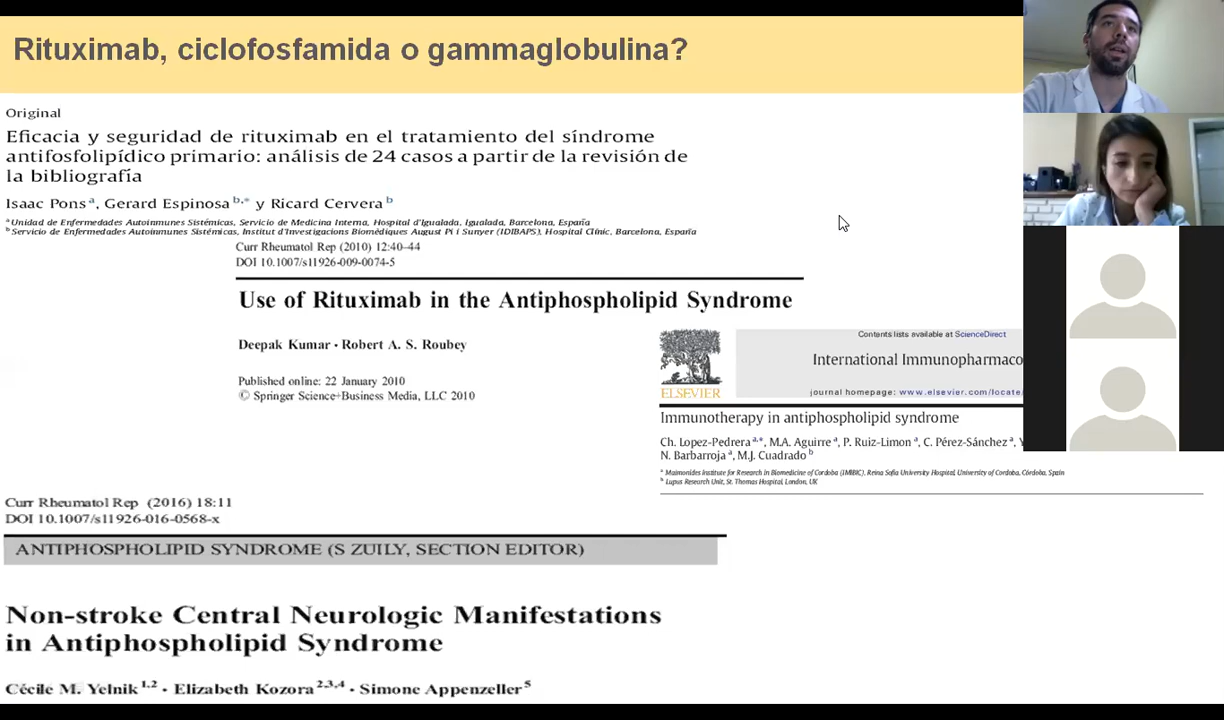 Rituximab, ciclofosfamida o gammaglobulina?
Original
Eficacia y seguridad de rituximab en el tratamiento del síndrome
antifosfolipídico primario: análisis de 24 casos a partir de la revisión de
la bibliografía
Isaac Pons a, Gerard Espinosa b,* y Ricard Cervera b
a Unidad de Enfermedades Autoinmunes Sistémicas, Servicio de Medicina Interna, Hospital d'Igualada, Igualada, Barcelona, España
b Servicio de Enfermedades Autoinmunes Sistémicas, Institut d'Investigacions Biomèdiques August Pi i Sunyer (IDIBAPS), Hospital Clínic, Barcelona, España
Curr Rheumatol Rep (2010) 12:40–44
DOI 10.1007/s11926-009-0074-5
Use of Rituximab in the Antiphospholipid Syndrome
Deepak Kumar · Robert A. S. Roubey
Published online: 22 January 2010
© Springer Science+Business Media, LLC 2010
Contents lists available at ScienceDirect
International Immunopharmaco
journal homepage: www.elsevier.com/locate
ELSEVIER
Immunotherapy in antiphospholipid syndrome
Ch. Lopez-Pedrera a,*, M.A. Aguirre a, P. Ruiz-Limon a, C. Pérez-Sánchez a, Y
N. Barbarroja a, M.J. Cuadrado b
a Maimonides Institute for Research in Biomedicine of Cordoba (IMIBIC), Reina Sofia University Hospital, University of Cordoba, Córdoba, Spain
b Lupus Research Unit, St. Thomas Hospital, London, UK
Curr Rheumatol Rep (2016) 18:11
DOI 10.1007/s11926-016-0568-x
ANTIPHOSPHOLIPID SYNDROME (S ZUILY, SECTION EDITOR)
Non-stroke Central Neurologic Manifestations
in Antiphospholipid Syndrome
Cécile M. Yelnik 1,2 · Elizabeth Kozora 2,3,4 · Simone Appenzeller 5